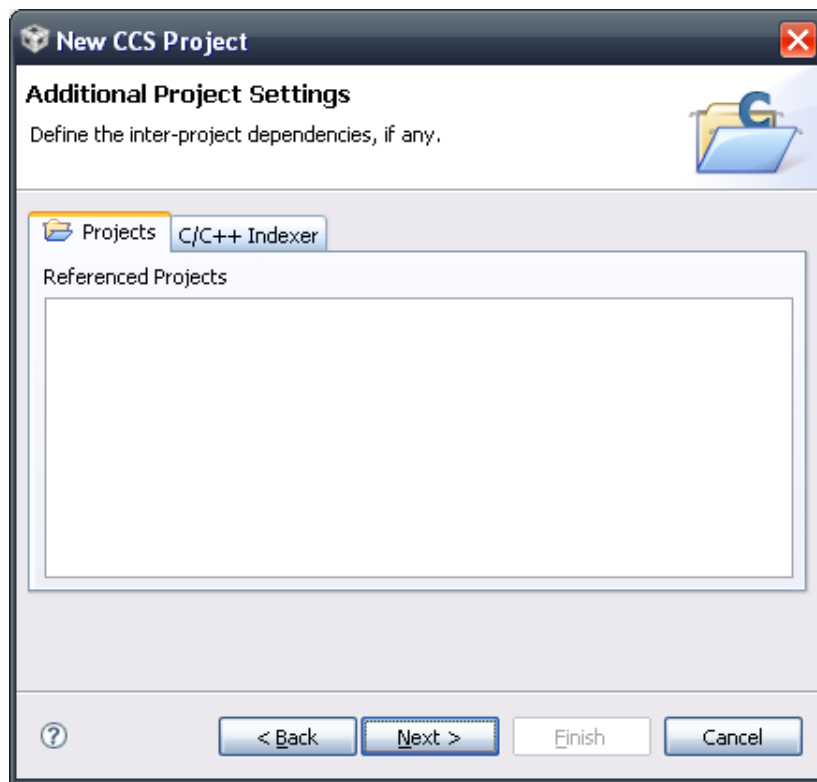 New CCS Project
Additional Project Settings
Define the inter-project dependencies, if any.
Projects
C/C++ Indexer
Referenced Projects
?
< Back
Next >
Finish
Cancel